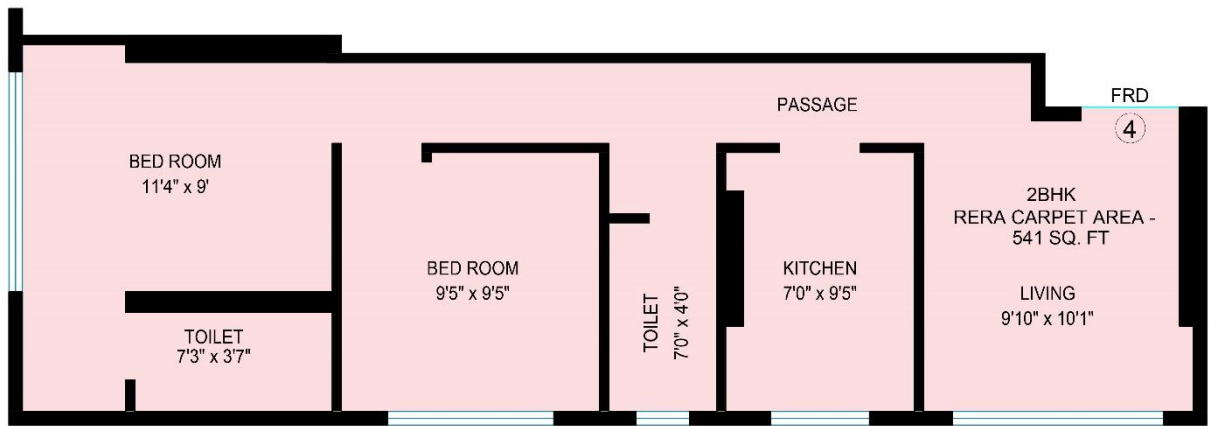 FRD
4
PASSAGE
BED ROOM
11'4" x 9'
2BHK
RERA CARPET AREA -
541 SQ. FT
BED ROOM
9'5" x 9'5"
KITCHEN
7'0" x 9'5"
LIVING
9'10" x 10'1"
TOILET
7'0" x 4'0"
TOILET
7'3" x 3'7"